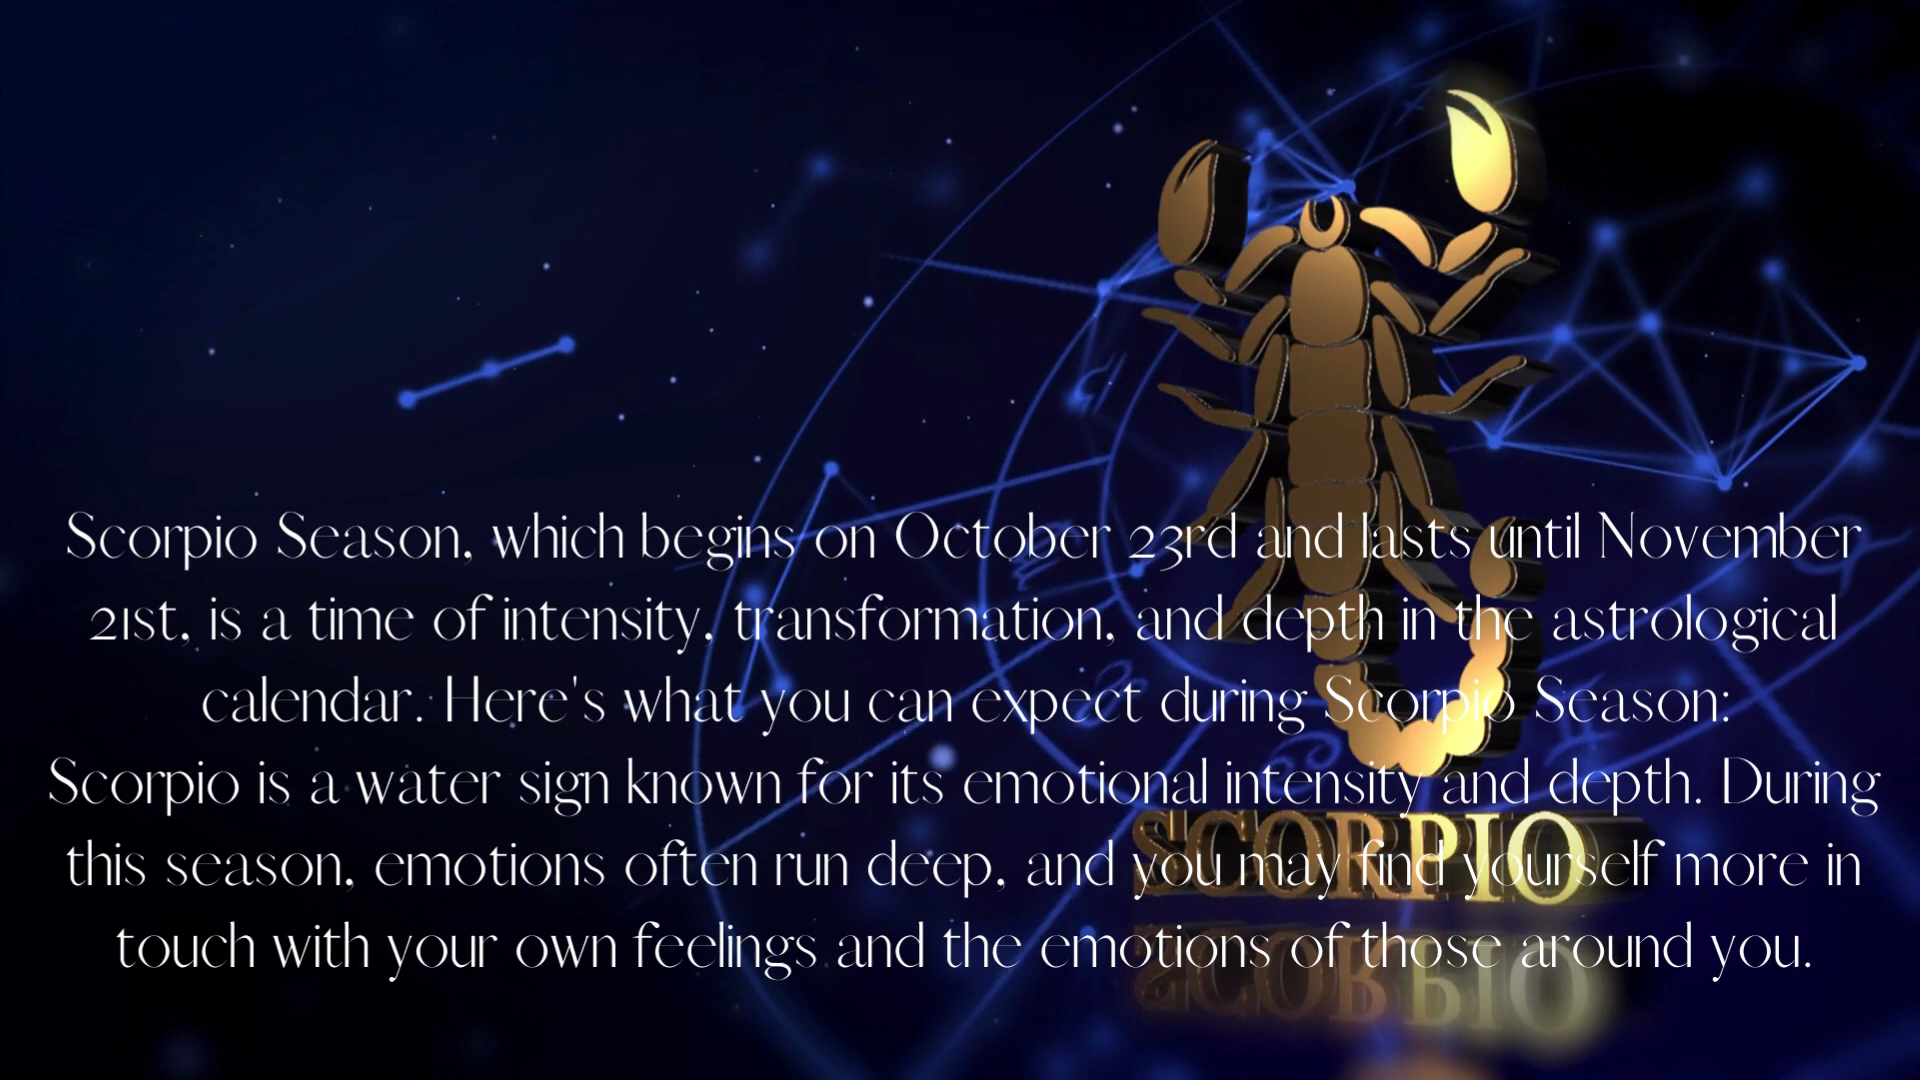 Scorpio Season, which begins on October 23rd and lasts until November
21st, is a time of intensity, transformation, and depth in the astrological
calendar. Here's what you can expect during Scorpio Season:
Scorpio is a water sign known for its emotional intensity and depth. During
this season, emotions often run deep, and you may find yourself more in
touch with your own feelings and the emotions of those around you.
SCORPIO